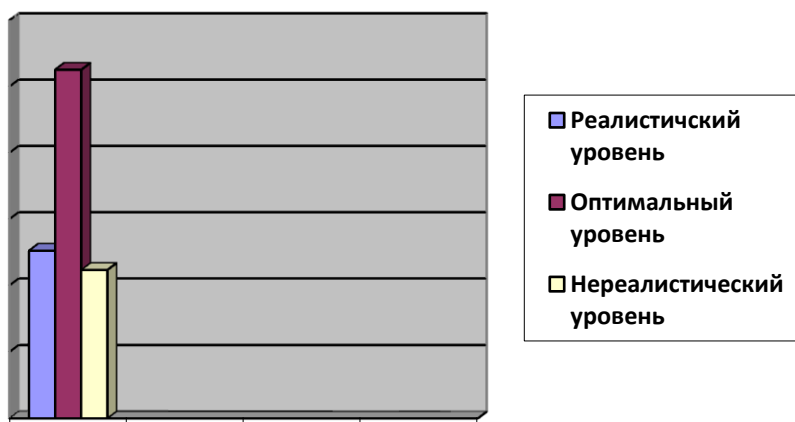 Реалистичский
уровень
Оптимальный
уровень
Нереалистический
уровень